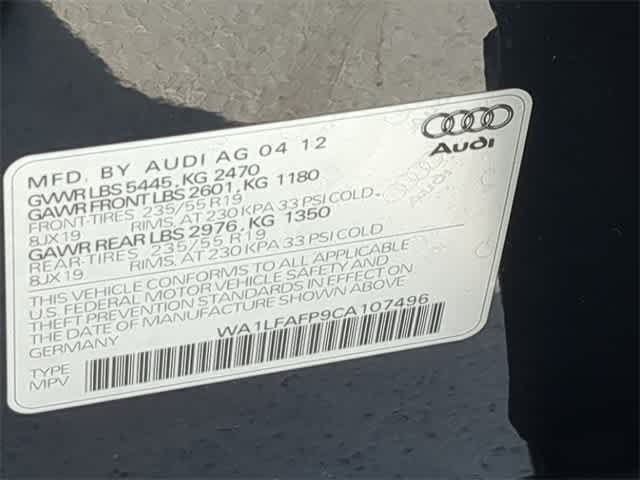 Audi
MFD. BY AUDI AG 04 12
GVWR LBS 5445, KG 2470
GAWR FRONT LBS 2601, KG 1180
FRONT-TIRES 235/55 R19
8JX19 RIMS, AT 230 KPA 33 PSI COLD
GAWR REAR LBS 2976, KG 1350
REAR-TIRES 235/55 R19
8JX19 RIMS, AT 230 KPA 33 PSI COLD
THIS VEHICLE CONFORMS TO ALL APPLICABLE
U.S. FEDERAL MOTOR VEHICLE SAFETY AND
THEFT PREVENTION STANDARDS IN EFFECT ON
THE DATE OF MANUFACTURE SHOWN ABOVE.
GERMANY WA1LFAFP9CA107496
TYPE
MPV